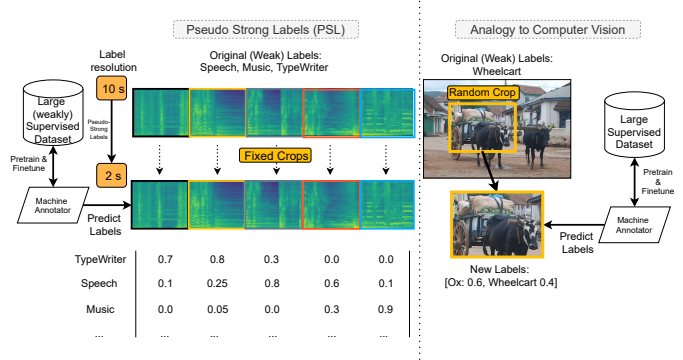 Pseudo Strong Labels (PSL)
Label
resolution
10 s
Pseudo-
Strong
Labels
2 s
Large
(weakly)
Supervised
Dataset
Pretrain &
Finetune
Machine
Annotator
Predict
Labels
Original (Weak) Labels:
Speech, Music, TypeWriter
Fixed Crops
TypeWriter 0.7 0.8 0.3 0.0 0.0
Speech 0.1 0.25 0.8 0.6 0.1
Music 0.0 0.05 0.0 0.3 0.9
... ... ... ... ... ...
Analogy to Computer Vision
Original (Weak) Labels:
Wheelcart
Random Crop
Large
Supervised
Dataset
Pretrain
& Finetune
Machine
Annotator
Predict
Labels
New Labels:
[Ox: 0.6, Wheelcart 0.4]